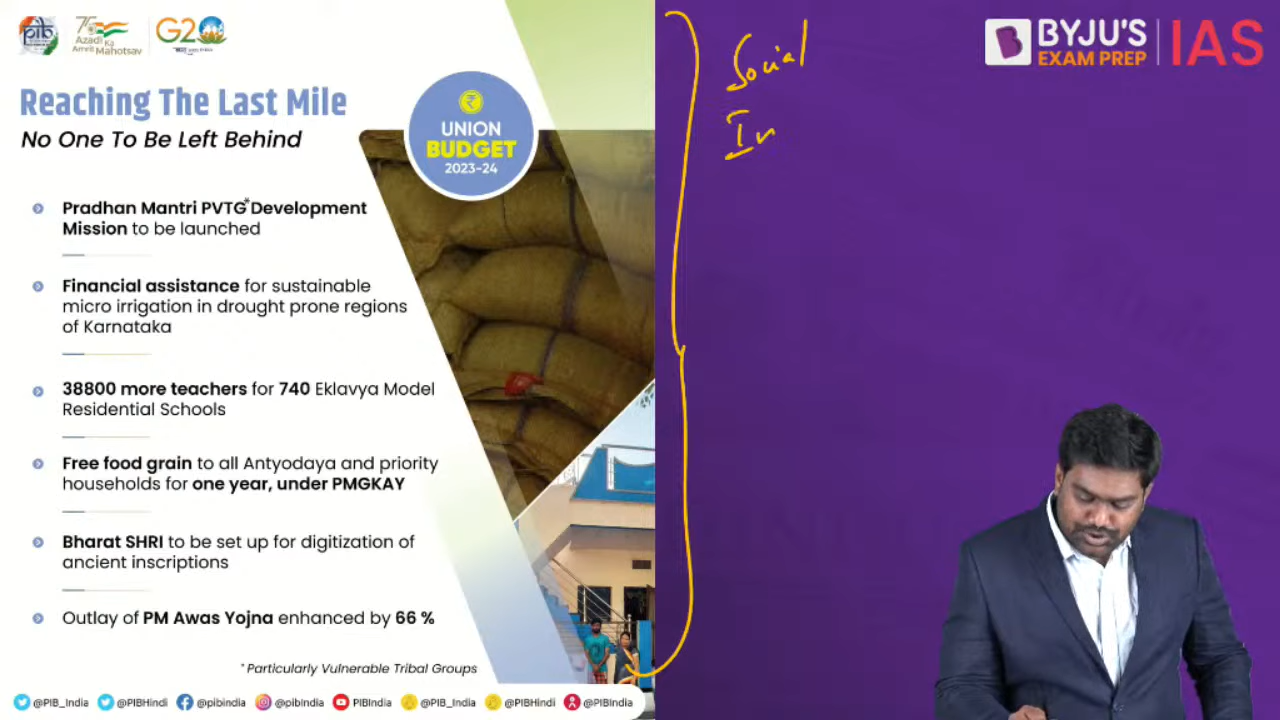 pib
75
Azadi Ka
Amrit Mahotsav
G20
Reaching The Last Mile
No One To Be Left Behind
₹
UNION
BUDGET
2023-24
Pradhan Mantri PVTG* Development
Mission to be launched
Financial assistance for sustainable
micro irrigation in drought prone regions
of Karnataka
38800 more teachers for 740 Eklavya Model
Residential Schools
Free food grain to all Antyodaya and priority
households for one year, under PMGKAY
Bharat SHRI to be set up for digitization of
ancient inscriptions
Outlay of PM Awas Yojna enhanced by 66 %
* Particularly Vulnerable Tribal Groups
@PIB_India @PIBHindi @pibindia @pibindia PIBIndia @PIB_India @PIBHindi @PIBIndia
Social
In
BYJU'S
EXAM PREP
IAS